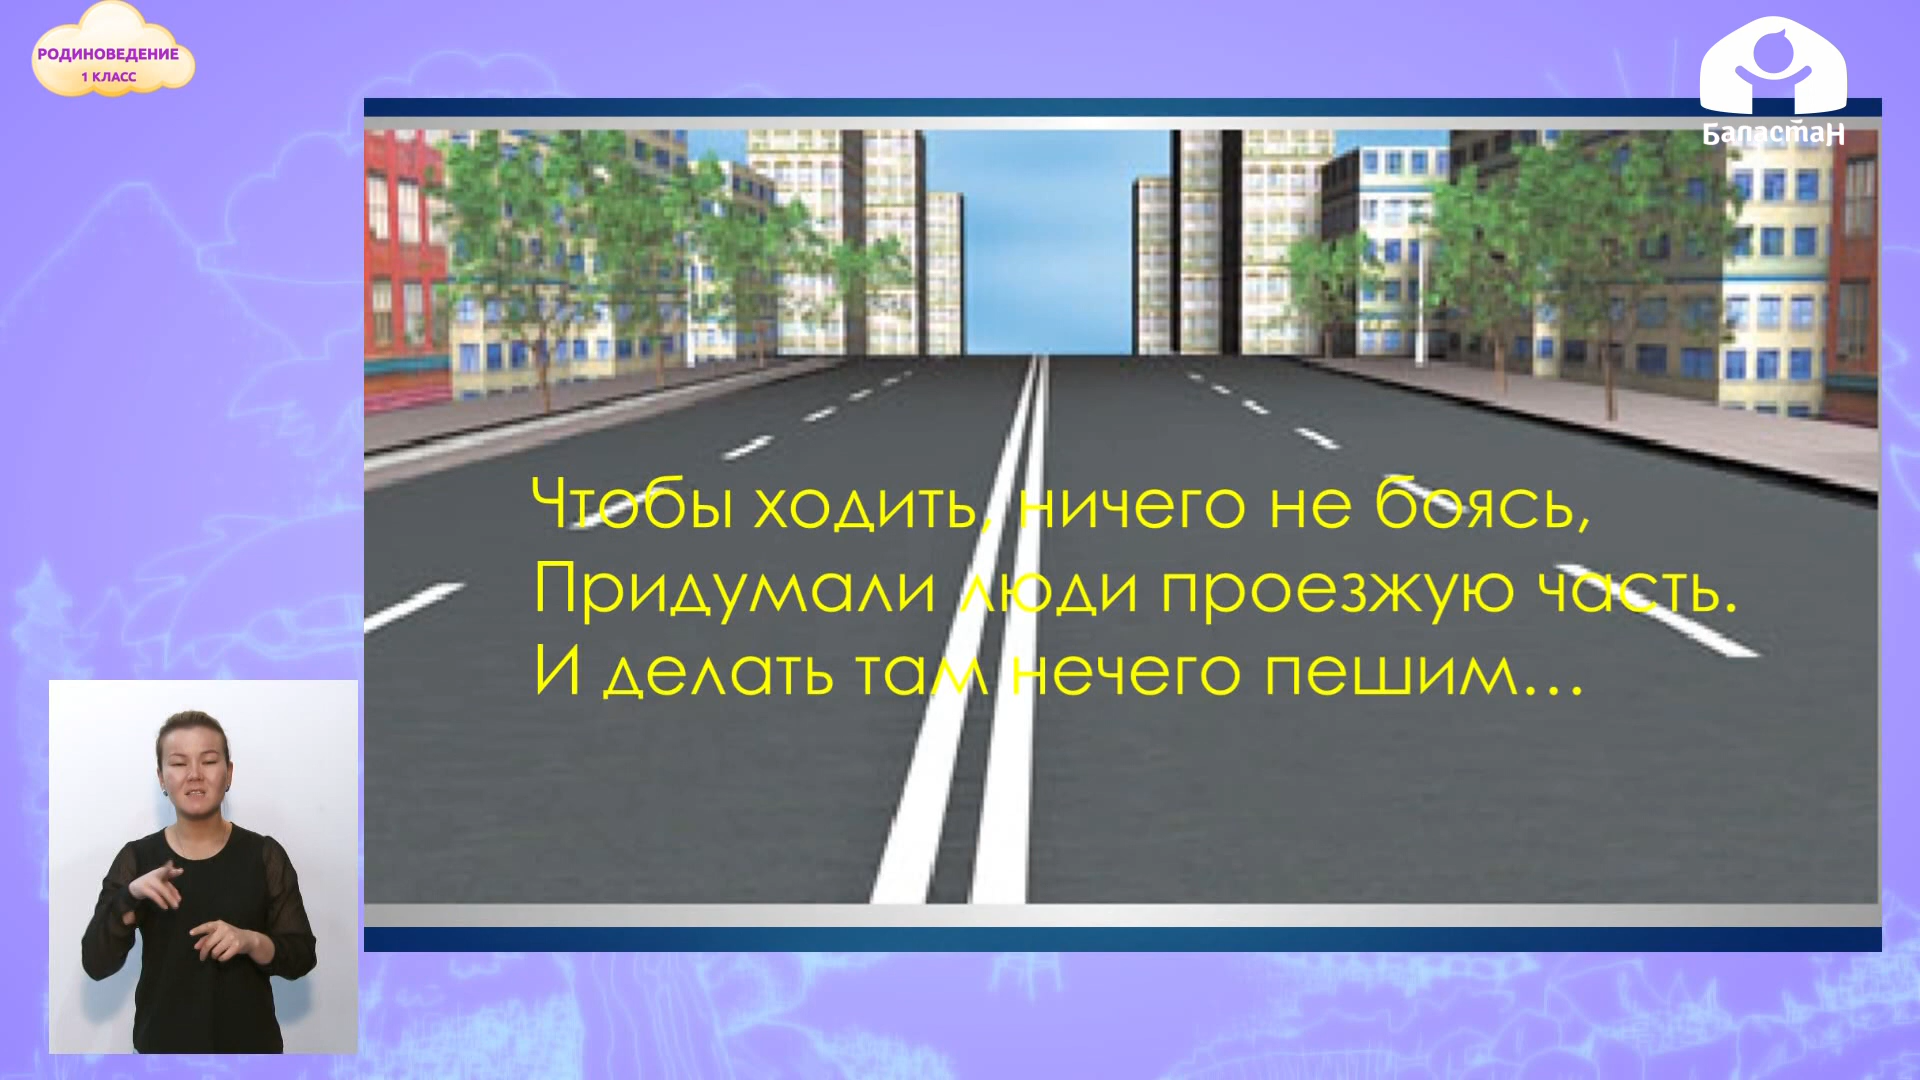 РОДИНОВЕДЕНИЕ
1 КЛАСС
Баластан
Чтобы ходить, ничего не боясь,
Придумали люди проезжую часть.
И делать там нечего пешим...